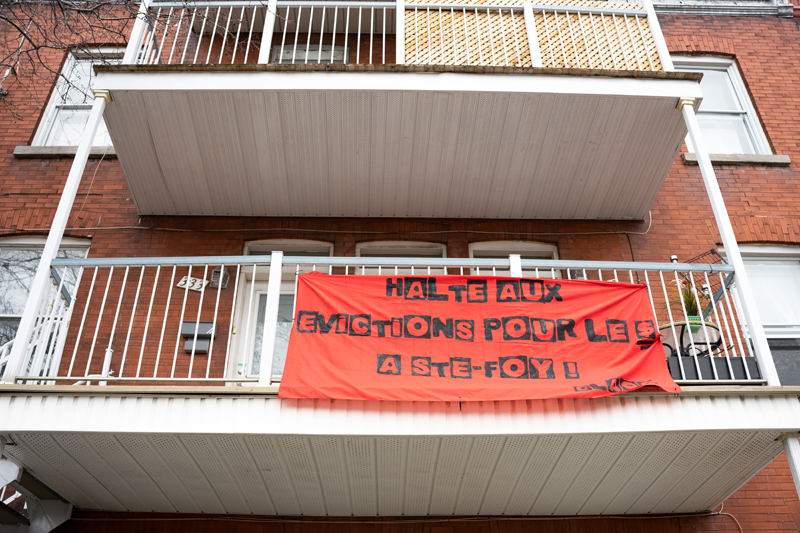 HALTE AUX
EVICTIONS POUR LE $
A STE-FOY !